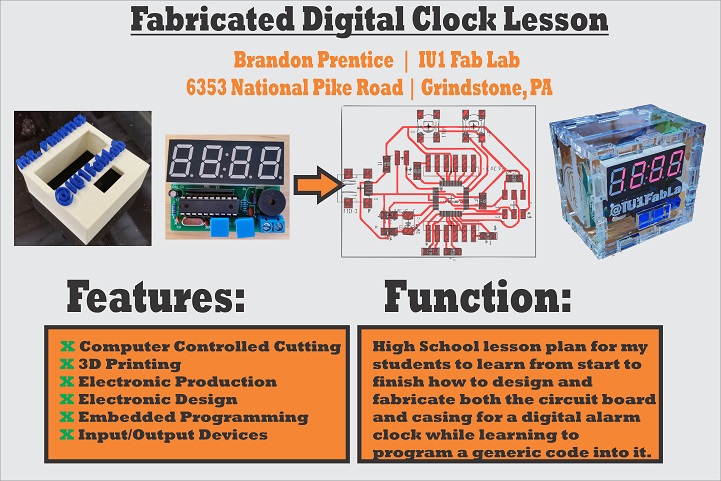 Fabricated Digital Clock Lesson
Brandon Prentice | IU1 Fab Lab
6353 National Pike Road | Grindstone, PA
@IU1FabLa
Features:
X Computer Controlled Cutting
X 3D Printing
X Electronic Production
X Electronic Design
X Embedded Programming
X Input/Output Devices
Function:
High School lesson plan for my
students to learn from start to
finish how to design and
fabricate both the circuit board
and casing for a digital alarm
clock while learning to
program a generic code into it.